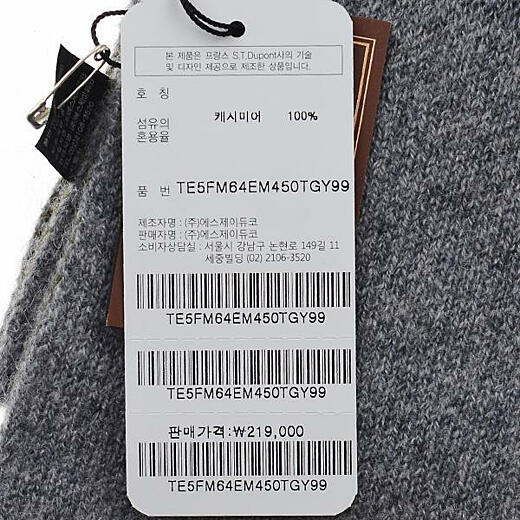 본 제품은 프랑스 S.T.Dupont사의 기술
및 디자인 제공으로 제조한 상품입니다.
호 칭
섬유의 혼용율 캐시미어 100%
품 번 TE5FM64EM450TGY99
제조자명 : (주)에스제이듀코
판매자명 : (주)에스제이듀코
소비자상담실 : 서울시 강남구 논현로 149길 11
세중빌딩 (02) 2106-3520
TE5FM64EM450TGY99
TE5FM64EM450TGY99
판매가격:₩219,000
TE5FM64EM450TGY99